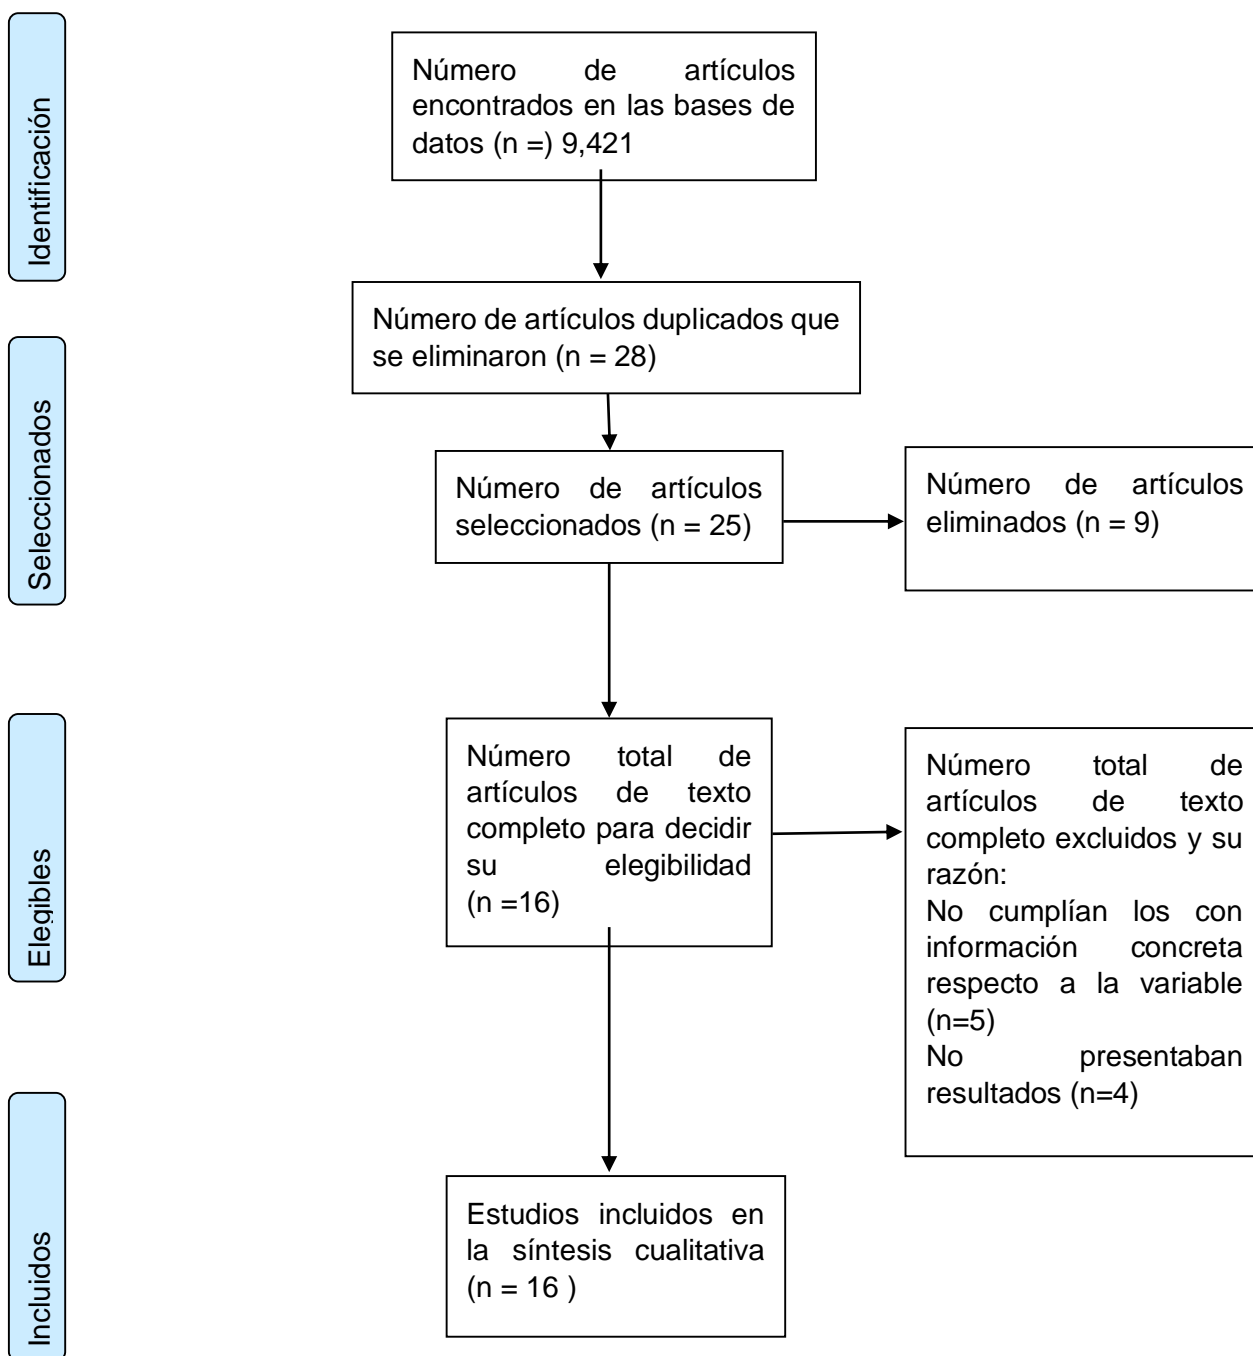 Identificación
Número de artículos
encontrados en las bases de
datos (n =) 9,421
Número de artículos duplicados que
se eliminaron (n = 28)
Seleccionados
Número de artículos
seleccionados (n = 25)
Número de artículos
eliminados (n = 9)
Elegibles
Número total de
artículos de texto
completo para decidir
su elegibilidad
(n =16)
Número total de
artículos de texto
completo excluidos y su
razón:
No cumplían los con
información concreta
respecto a la variable
(n=5)
No presentaban
resultados (n=4)
Incluidos
Estudios incluidos en
la síntesis cualitativa
(n = 16 )